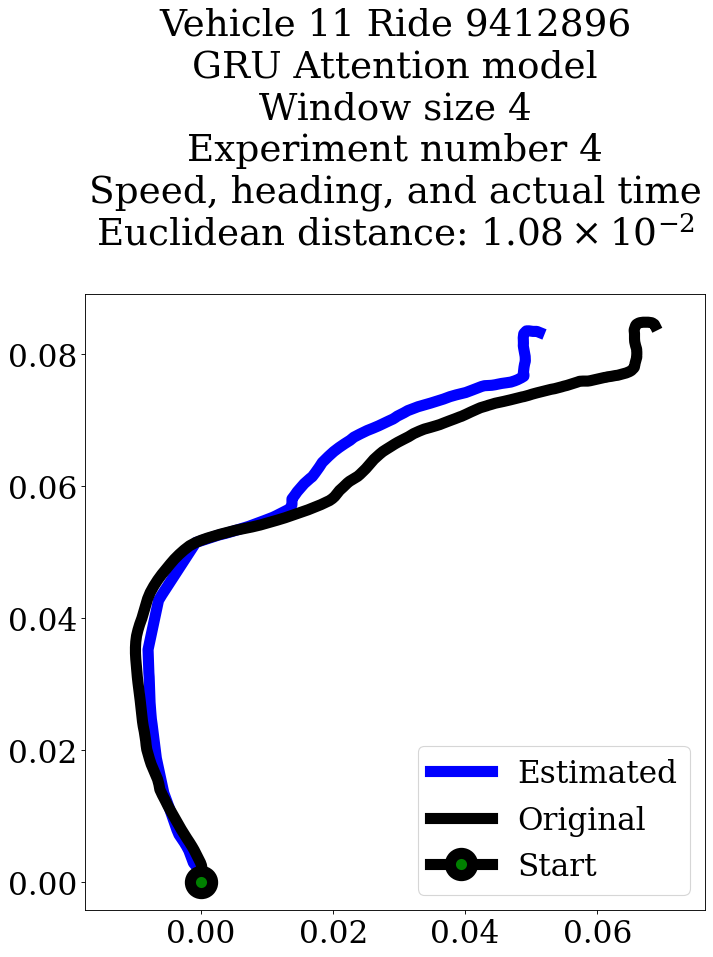 Vehicle 11 Ride 9412896
GRU Attention model
Window size 4
Experiment number 4
Speed, heading, and actual time
Euclidean distance: 1.08 × 10⁻²
0.08
0.06
0.04
0.02
0.00
Estimated
Original
Start
0.00 0.02 0.04 0.06